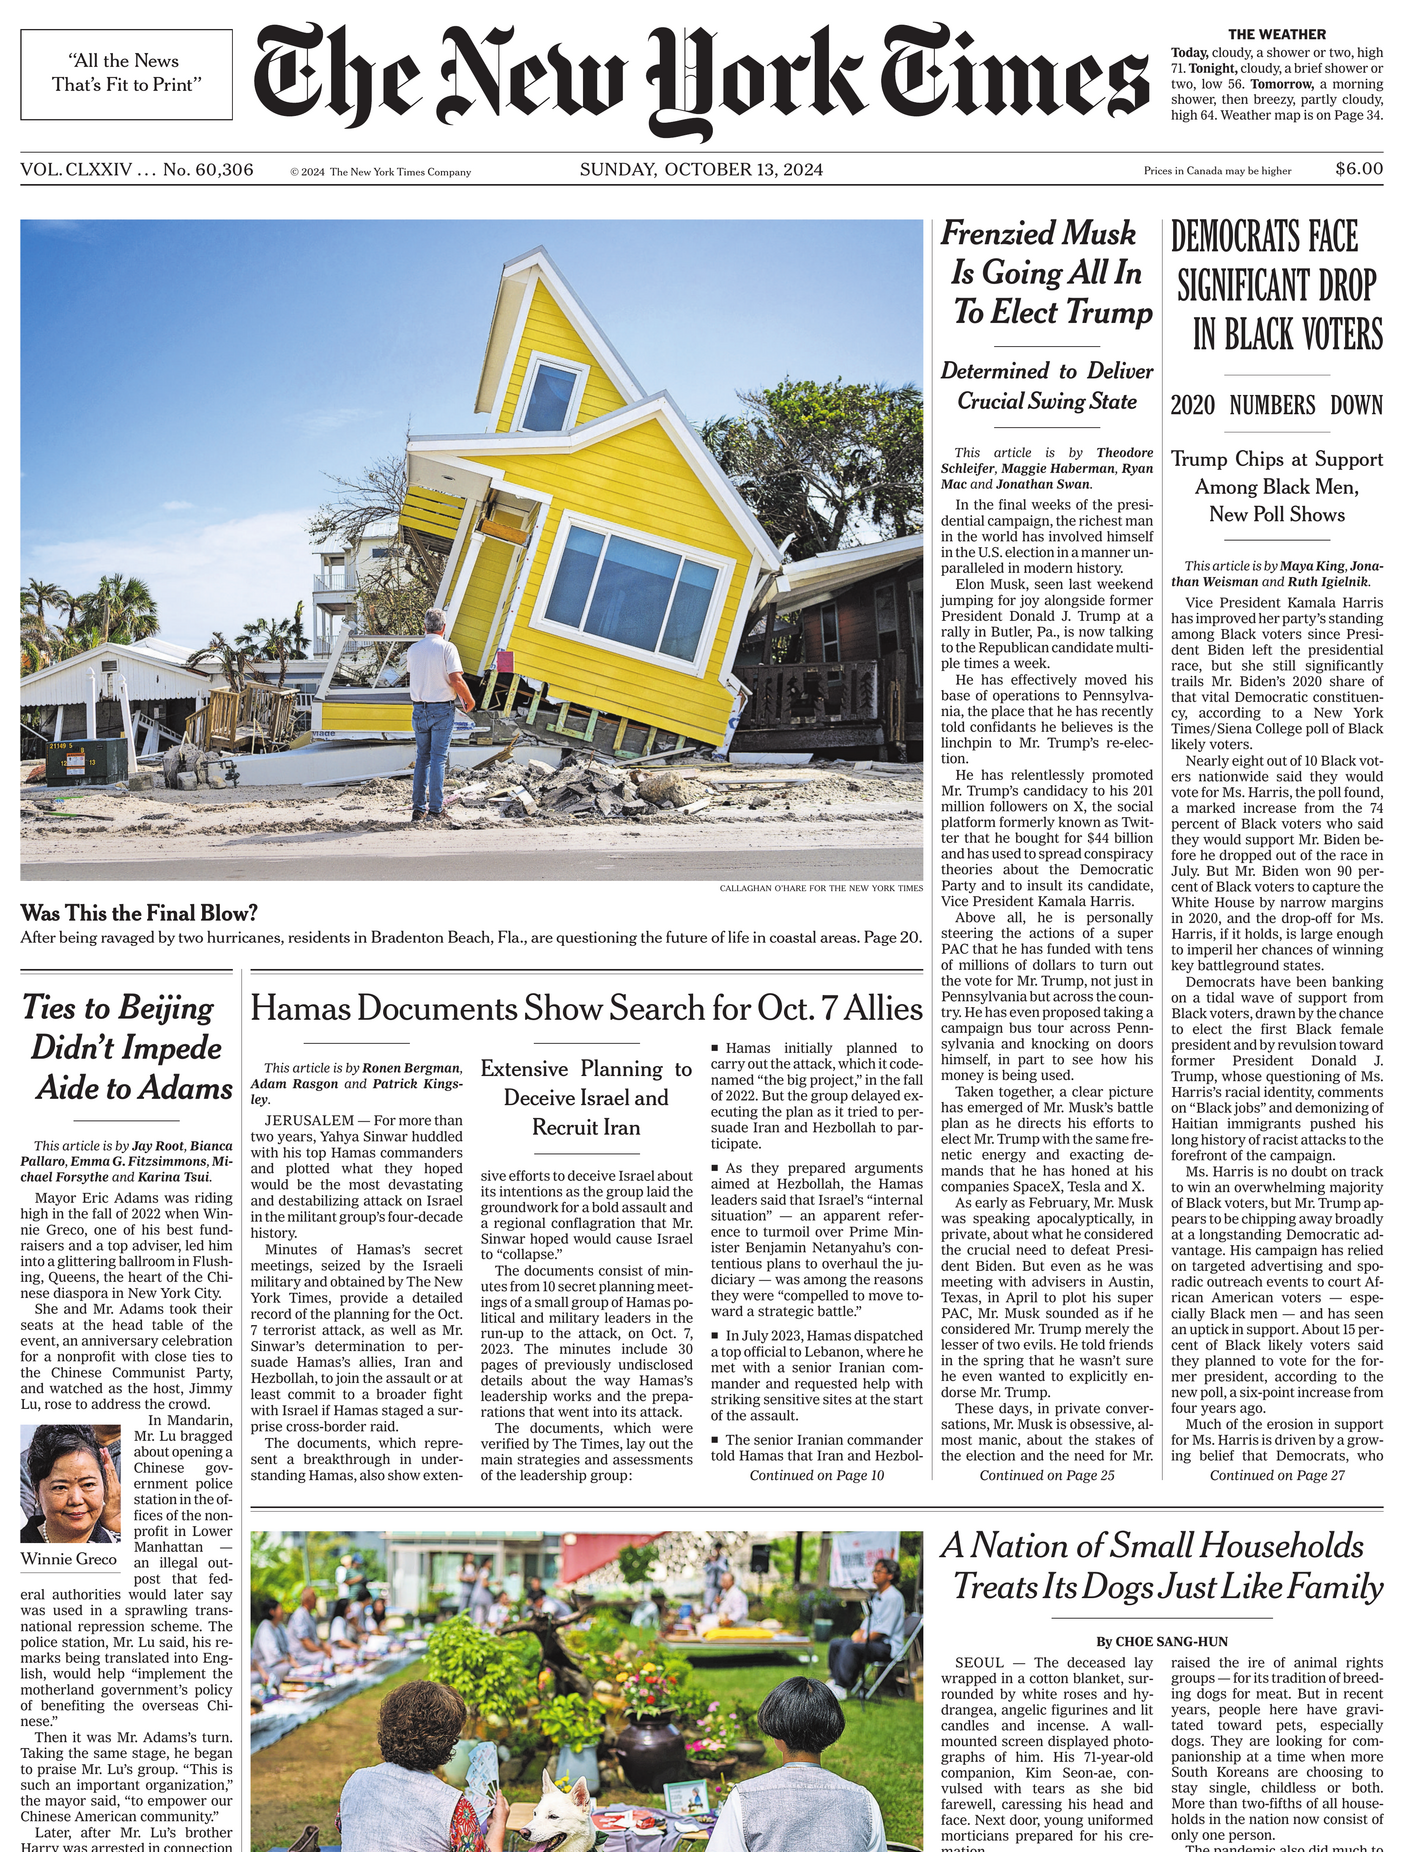 “All the News
That’s Fit to Print”
The New York Times
THE WEATHER
Today, cloudy, a shower or two, high
71. Tonight, cloudy, a brief shower or
two, low 56. Tomorrow, a morning
shower, then breezy, partly cloudy,
high 64. Weather map is on Page 34.
VOL. CLXXIV . . . No. 60,306
© 2024 The New York Times Company
SUNDAY, OCTOBER 13, 2024
Prices in Canada may be higher
$6.00
CALLAGHAN O’HARE FOR THE NEW YORK TIMES
Was This the Final Blow?
After being ravaged by two hurricanes, residents in Bradenton Beach, Fla., are questioning the future of life in coastal areas. Page 20.
Frenzied Musk
Is Going All In
To Elect Trump
Determined to Deliver
Crucial Swing State
This article is by Theodore
Schleifer, Maggie Haberman, Ryan
Mac and Jonathan Swan.
In the final weeks of the presi-
dential campaign, the richest man
in the world has involved himself
in the U.S. election in a manner un-
paralleled in modern history.
Elon Musk, seen last weekend
jumping for joy alongside former
President Donald J. Trump at a
rally in Butler, Pa., is now talking
to the Republican candidate multi-
ple times a week.
He has effectively moved his
base of operations to Pennsylva-
nia, the place that he has recently
told confidants he believes is the
linchpin to Mr. Trump’s re-elec-
tion.
He has relentlessly promoted
Mr. Trump’s candidacy to his 201
million followers on X, the social
platform formerly known as Twit-
ter that he bought for $44 billion
and has used to spread conspiracy
theories about the Democratic
Party and to insult its candidate,
Vice President Kamala Harris.
Above all, he is personally
steering the actions of a super
PAC that he has funded with tens
of millions of dollars to turn out
the vote for Mr. Trump, not just in
Pennsylvania but across the coun-
try. He has even proposed taking a
campaign bus tour across Penn-
sylvania and knocking on doors
himself, in part to see how his
money is being used.
Taken together, a clear picture
has emerged of Mr. Musk’s battle
plan as he directs his efforts to
elect Mr. Trump with the same fre-
netic energy and exacting de-
mands that he has honed at his
companies SpaceX, Tesla and X.
As early as February, Mr. Musk
was speaking apocalyptically, in
private, about what he considered
the crucial need to defeat Presi-
dent Biden. But even as he was
meeting with advisers in Austin,
Texas, in April to plot his super
PAC, Mr. Musk sounded as if he
considered Mr. Trump merely the
lesser of two evils. He told friends
in the spring that he wasn’t sure
he even wanted to explicitly en-
dorse Mr. Trump.
These days, in private conver-
sations, Mr. Musk is obsessive, al-
most manic, about the stakes of
the election and the need for Mr.
Continued on Page 25
DEMOCRATS FACE
SIGNIFICANT DROP
IN BLACK VOTERS
2020 NUMBERS DOWN
Trump Chips at Support
Among Black Men,
New Poll Shows
This article is by Maya King, Jona-
than Weisman and Ruth Igielnik.
Vice President Kamala Harris
has improved her party’s standing
among Black voters since Presi-
dent Biden left the presidential
race, but she still significantly
trails Mr. Biden’s 2020 share of
that vital Democratic constituen-
cy, according to a New York
Times/Siena College poll of Black
likely voters.
Nearly eight out of 10 Black vot-
ers nationwide said they would
vote for Ms. Harris, the poll found,
a marked increase from the 74
percent of Black voters who said
they would support Mr. Biden be-
fore he dropped out of the race in
July. But Mr. Biden won 90 per-
cent of Black voters to capture the
White House by narrow margins
in 2020, and the drop-off for Ms.
Harris, if it holds, is large enough
to imperil her chances of winning
key battleground states.
Democrats have been banking
on a tidal wave of support from
Black voters, drawn by the chance
to elect the first Black female
president and by revulsion toward
former President Donald J.
Trump, whose questioning of Ms.
Harris’s racial identity, comments
on “Black jobs” and demonizing of
Haitian immigrants pushed his
long history of racist attacks to the
forefront of the campaign.
Ms. Harris is no doubt on track
to win an overwhelming majority
of Black voters, but Mr. Trump ap-
pears to be chipping away broadly
at a longstanding Democratic ad-
vantage. His campaign has relied
on targeted advertising and spo-
radic outreach events to court Af-
rican American voters — espe-
cially Black men — and has seen
an uptick in support. About 15 per-
cent of Black likely voters said
they planned to vote for the for-
mer president, according to the
new poll, a six-point increase from
four years ago.
Much of the erosion in support
for Ms. Harris is driven by a grow-
ing belief that Democrats, who
Continued on Page 27
Ties to Beijing
Didn’t Impede
Aide to Adams
This article is by Jay Root, Bianca
Pallaro, Emma G. Fitzsimmons, Mi-
chael Forsythe and Karina Tsui.
Mayor Eric Adams was riding
high in the fall of 2022 when Win-
nie Greco, one of his best fund-
raisers and a top adviser, led him
into a glittering ballroom in Flush-
ing, Queens, the heart of the Chi-
nese diaspora in New York City.
She and Mr. Adams took their
seats at the head table of the
event, an anniversary celebration
for a nonprofit with close ties to
the Chinese Communist Party,
and watched as the host, Jimmy
Lu, rose to address the crowd.
In Mandarin,
Mr. Lu bragged
about opening a
Chinese gov-
ernment police
station in the of-
fices of the non-
profit in Lower
Manhattan —
an illegal out-
post that fed-
Winnie Greco
eral authorities would later say
was used in a sprawling trans-
national repression scheme. The
police station, Mr. Lu said, his re-
marks being translated into Eng-
lish, would help “implement the
motherland government’s policy
of benefiting the overseas Chi-
nese.”
Then it was Mr. Adams’s turn.
Taking the same stage, he began
to praise Mr. Lu’s group. “This is
such an important organization,”
the mayor said, “to empower our
Chinese American community.”
Later, after Mr. Lu’s brother
Harry was arrested in connection
Hamas Documents Show Search for Oct. 7 Allies
This article is by Ronen Bergman,
Adam Rasgon and Patrick Kings-
ley.
JERUSALEM — For more than
two years, Yahya Sinwar huddled
with his top Hamas commanders
and plotted what they hoped
would be the most devastating
and destabilizing attack on Israel
in the militant group’s four-decade
history.
Minutes of Hamas’s secret
meetings, seized by the Israeli
military and obtained by The New
York Times, provide a detailed
record of the planning for the Oct.
7 terrorist attack, as well as Mr.
Sinwar’s determination to per-
suade Hamas’s allies, Iran and
Hezbollah, to join the assault or at
least commit to a broader fight
with Israel if Hamas staged a sur-
prise cross-border raid.
The documents, which repre-
sent a breakthrough in under-
standing Hamas, also show exten-
Extensive Planning to
Deceive Israel and
Recruit Iran
sive efforts to deceive Israel about
its intentions as the group laid the
groundwork for a bold assault and
a regional conflagration that Mr.
Sinwar hoped would cause Israel
to “collapse.”
The documents consist of min-
utes from 10 secret planning meet-
ings of a small group of Hamas po-
litical and military leaders in the
run-up to the attack, on Oct. 7,
2023. The minutes include 30
pages of previously undisclosed
details about the way Hamas’s
leadership works and the prepa-
rations that went into its attack.
The documents, which were
verified by The Times, lay out the
main strategies and assessments
of the leadership group:
■ Hamas initially planned to
carry out the attack, which it code-
named “the big project,” in the fall
of 2022. But the group delayed ex-
ecuting the plan as it tried to per-
suade Iran and Hezbollah to par-
ticipate.
■ As they prepared arguments
aimed at Hezbollah, the Hamas
leaders said that Israel’s “internal
situation” — an apparent refer-
ence to turmoil over Prime Min-
ister Benjamin Netanyahu’s con-
tentious plans to overhaul the ju-
diciary — was among the reasons
they were “compelled to move to-
ward a strategic battle.”
■ In July 2023, Hamas dispatched
a top official to Lebanon, where he
met with a senior Iranian com-
mander and requested help with
striking sensitive sites at the start
of the assault.
■ The senior Iranian commander
told Hamas that Iran and Hezbol-
Continued on Page 10
A Nation of Small Households
Treats Its Dogs Just Like Family
By CHOE SANG-HUN
SEOUL — The deceased lay
wrapped in a cotton blanket, sur-
rounded by white roses and hy-
drangea, angelic figurines and lit
candles and incense. A wall-
mounted screen displayed photo-
graphs of him. His 71-year-old
companion, Kim Seon-ae, con-
vulsed with tears as she bid
farewell, caressing his head and
face. Next door, young uniformed
morticians prepared for his cre-
mation.
raised the ire of animal rights
groups — for its tradition of breed-
ing dogs for meat. But in recent
years, people here have gravi-
tated toward pets, especially
dogs. They are looking for com-
panionship at a time when more
South Koreans are choosing to
stay single, childless or both.
More than two-fifths of all house-
holds in the nation now consist of
only one person.
The pandemic also did much to